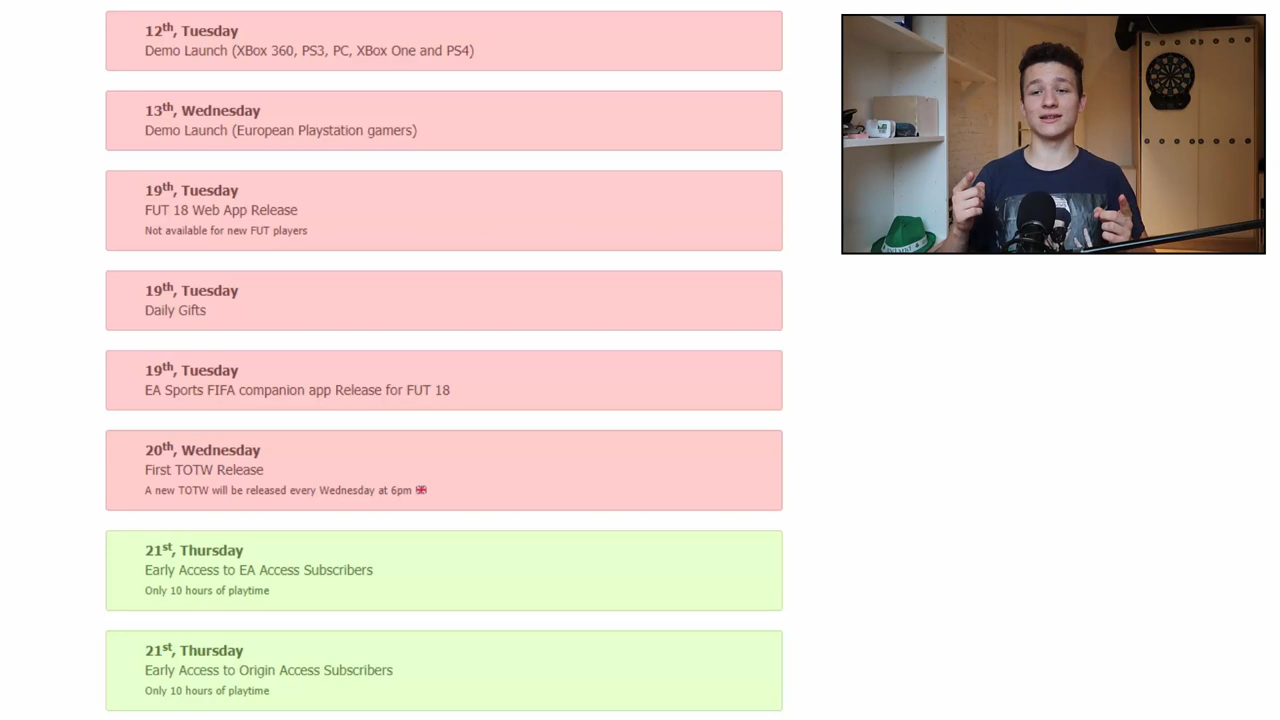 12th, Tuesday
Demo Launch (XBox 360, PS3, PC, XBox One and PS4)
13th, Wednesday
Demo Launch (European Playstation gamers)
19th, Tuesday
FUT 18 Web App Release
Not available for new FUT players
19th, Tuesday
Daily Gifts
19th, Tuesday
EA Sports FIFA companion app Release for FUT 18
20th, Wednesday
First TOTW Release
A new TOTW will be released every Wednesday at 6pm
21st, Thursday
Early Access to EA Access Subscribers
Only 10 hours of playtime
21st, Thursday
Early Access to Origin Access Subscribers
Only 10 hours of playtime